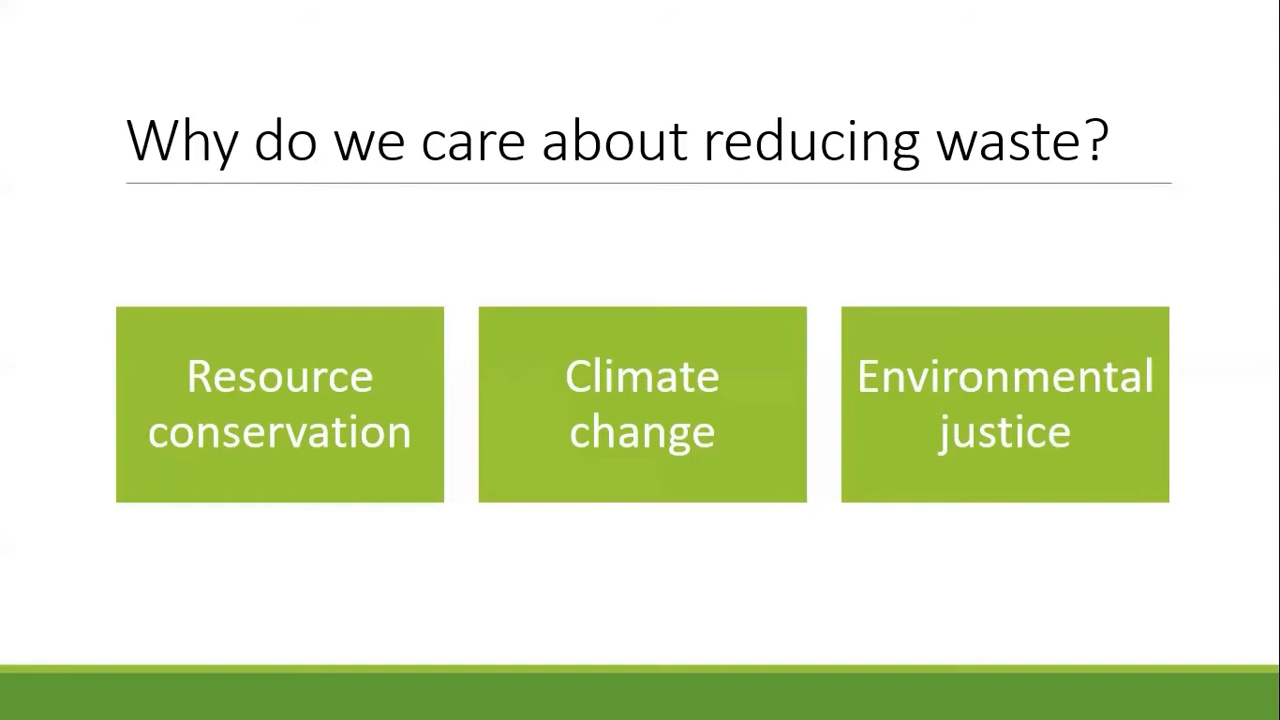 Why do we care about reducing waste?
Resource
conservation
Climate
change
Environmental
justice